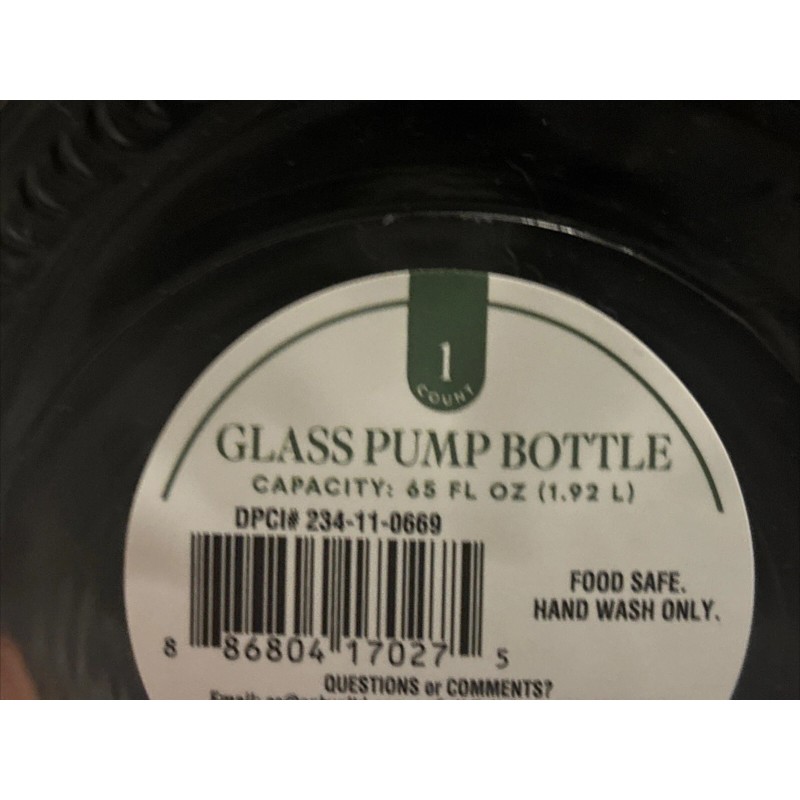 1
COUNT
GLASS PUMP BOTTLE
CAPACITY: 65 FL OZ (1.92 L)
DPCI# 234-11-0669
FOOD SAFE.
HAND WASH ONLY.
8 86804 17027 5
QUESTIONS or COMMENTS?
Email: